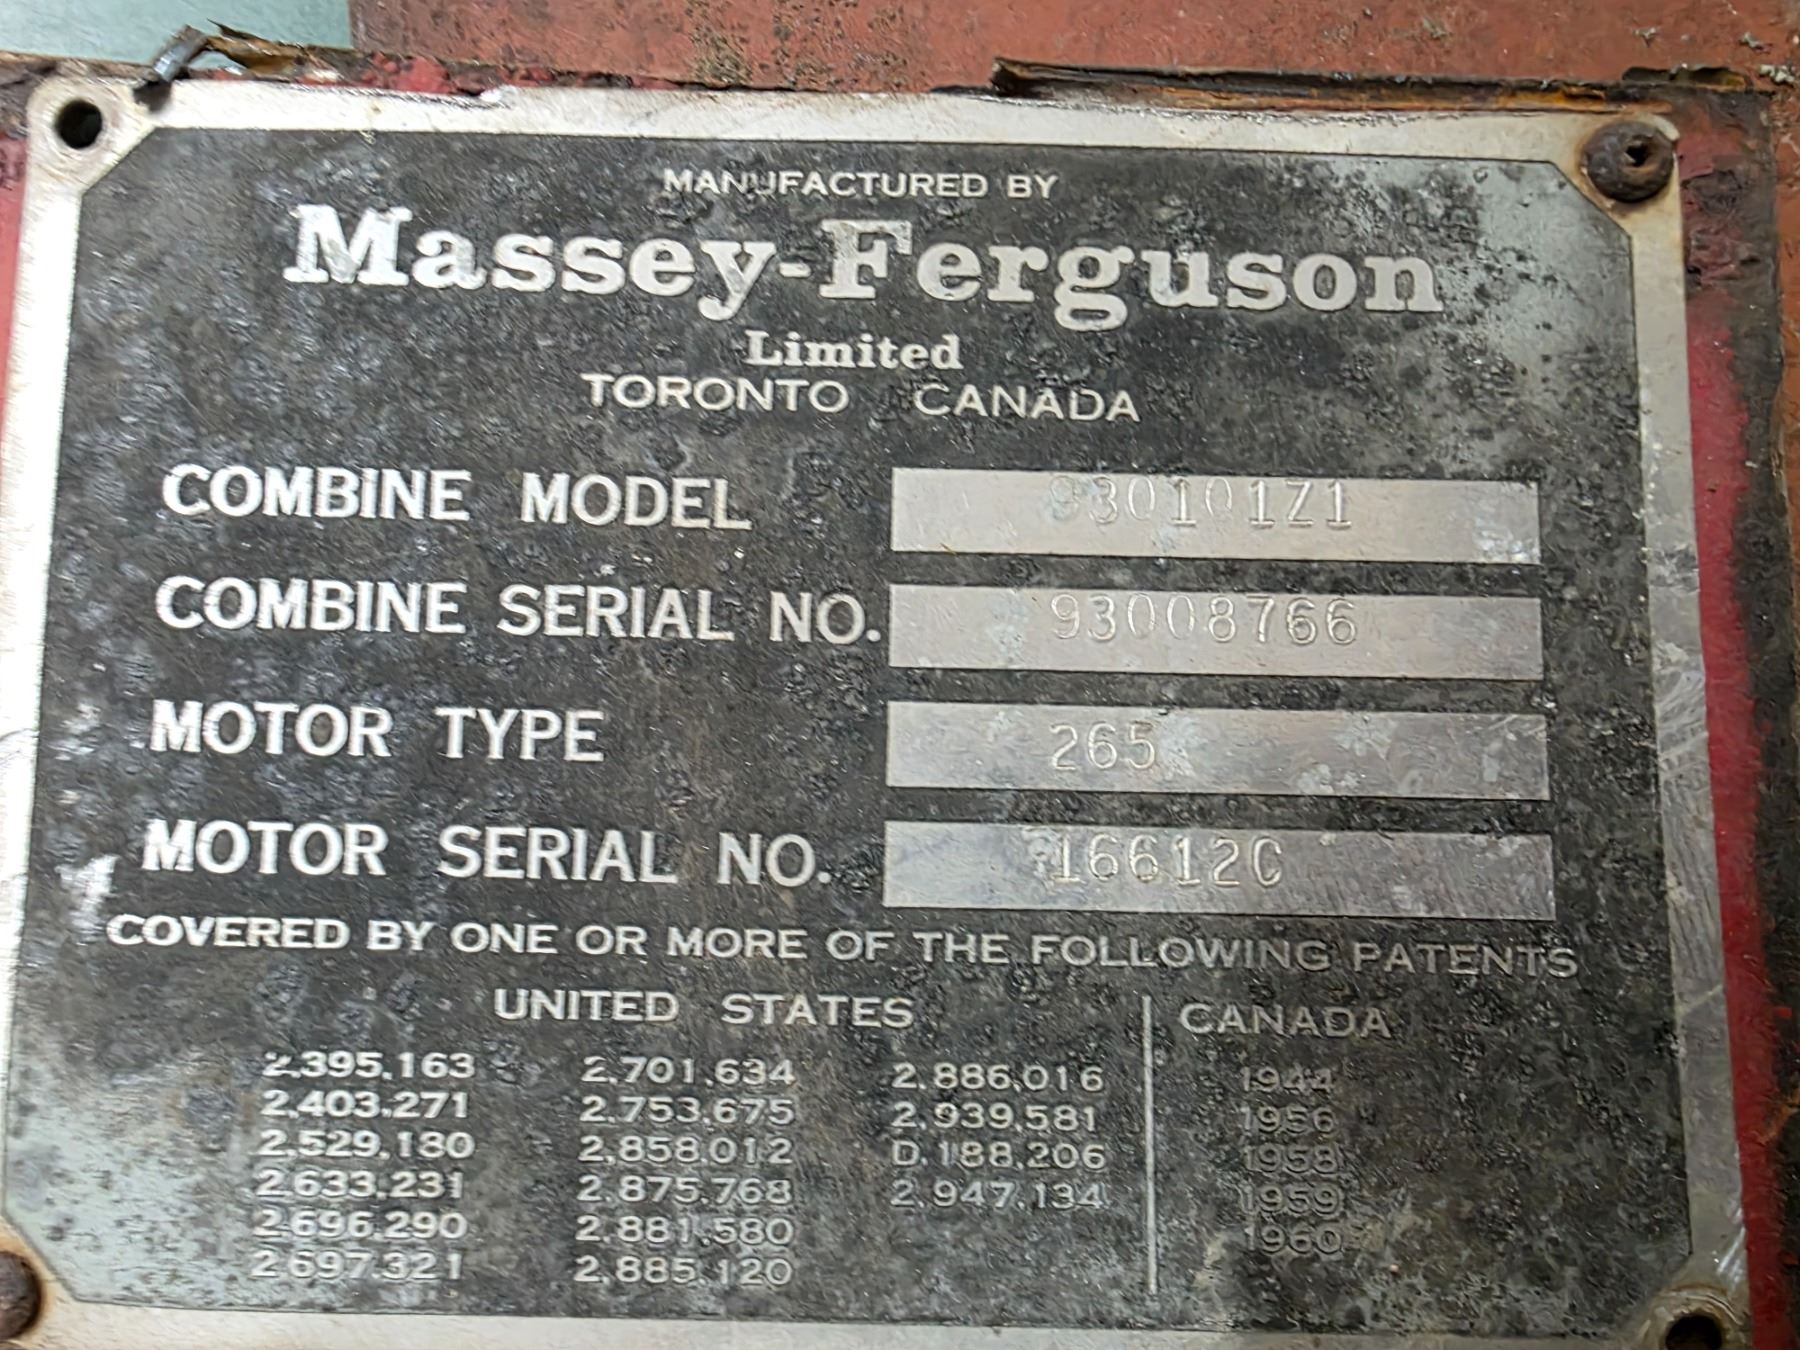 MANUFACTURED BY
Massey-Ferguson
Limited
TORONTO CANADA
COMBINE MODEL 930101Z1
COMBINE SERIAL NO. 93008766
MOTOR TYPE 265
MOTOR SERIAL NO. 16612C
COVERED BY ONE OR MORE OF THE FOLLOWING PATENTS
UNITED STATES CANADA
2.395.163 2.701.634 2.886.016 1944
2.403.271 2.753.675 2.939.581 1956
2.529.180 2.858.012 D.188.206 1958
2.633.231 2.875.768 2.947.134 1959
2.696.290 2.881.580 1960
2.697.321 2.885.120